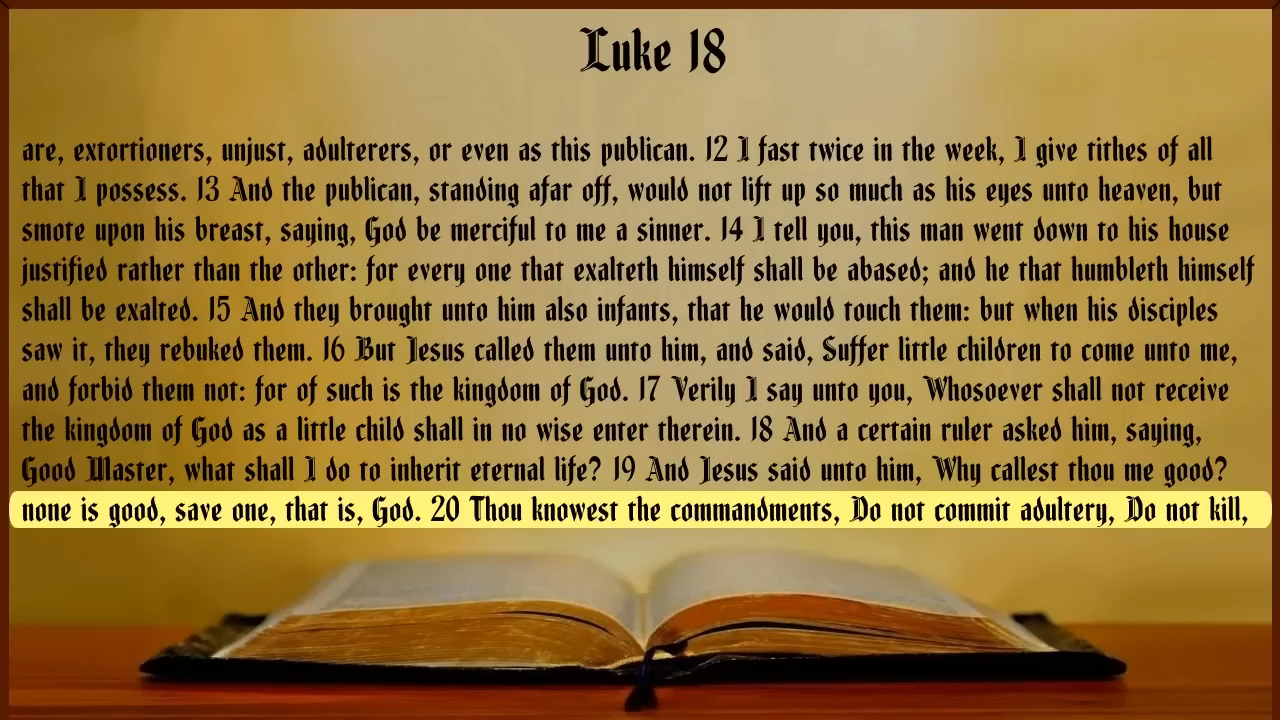 Luke 18
are, extortioners, unjust, adulterers, or even as this publican. 12 I fast twice in the week, I give tithes of all
that I possess. 13 And the publican, standing afar off, would not lift up so much as his eyes unto heaven, but
smote upon his breast, saying, God be merciful to me a sinner. 14 I tell you, this man went down to his house
justified rather than the other: for every one that exalteth himself shall be abased; and he that humbleth himself
shall be exalted. 15 And they brought unto him also infants, that he would touch them: but when his disciples
saw it, they rebuked them. 16 But Jesus called them unto him, and said, Suffer little children to come unto me,
and forbid them not: for of such is the kingdom of God. 17 Verily I say unto you, Whosoever shall not receive
the kingdom of God as a little child shall in no wise enter therein. 18 And a certain ruler asked him, saying,
Good Master, what shall I do to inherit eternal life? 19 And Jesus said unto him, Why callest thou me good?
none is good, save one, that is, God. 20 Thou knowest the commandments, Do not commit adultery, Do not kill,